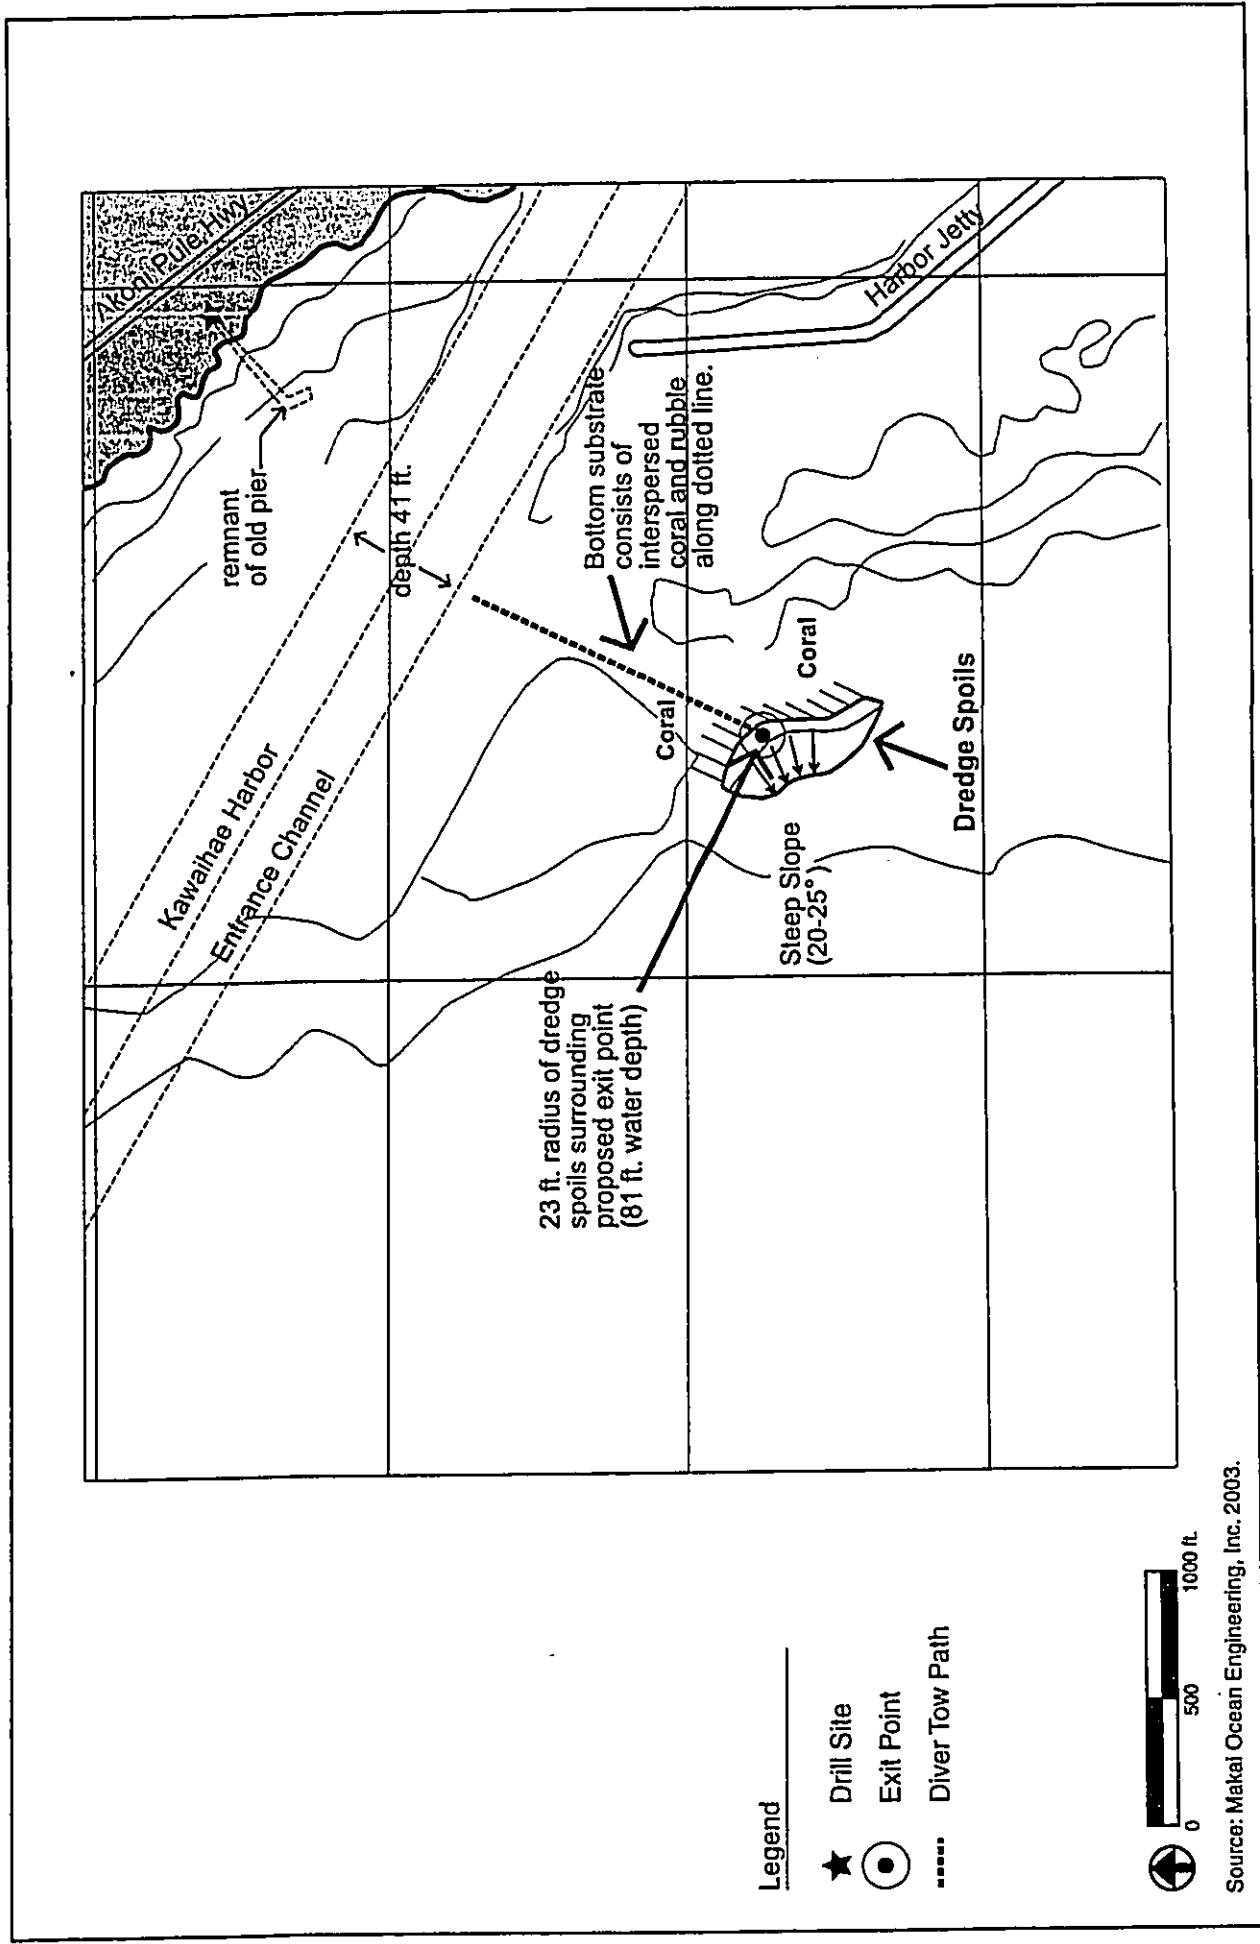 Akoni Pule Hwy
remnant
of old pier
depth 41 ft.
Kawaihae Harbor
Entrance Channel
Harbor Jetty
Bottom substrate
consists of
interspersed
coral and rubble
along dotted line.
Coral
Coral
Dredge Spoils
Steep Slope
(20-25°)
23 ft. radius of dredge
spoils surrounding
proposed exit point
(81 ft. water depth)
Legend
Drill Site
Exit Point
Diver Tow Path
0 500 1000 ft.
Source: Makai Ocean Engineering, Inc. 2003.